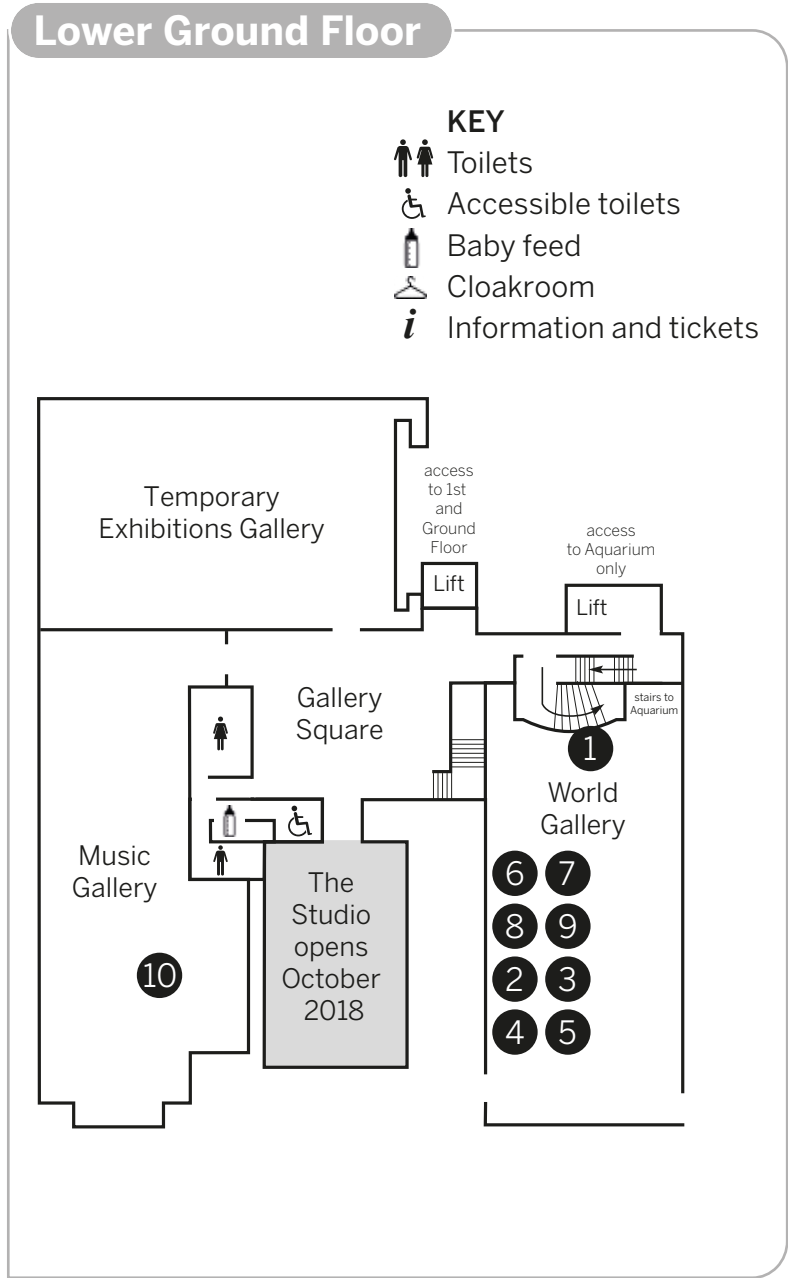 Lower Ground Floor
KEY
Toilets
Accessible toilets
Baby feed
Cloakroom
i Information and tickets
Temporary
Exhibitions Gallery
access
to 1st
and
Ground
Floor
Lift
access
to Aquarium
only
Lift
stairs to
Aquarium
Gallery
Square
1
World
Gallery
6 7
8 9
2 3
4 5
Music
Gallery
10
The
Studio
opens
October
2018